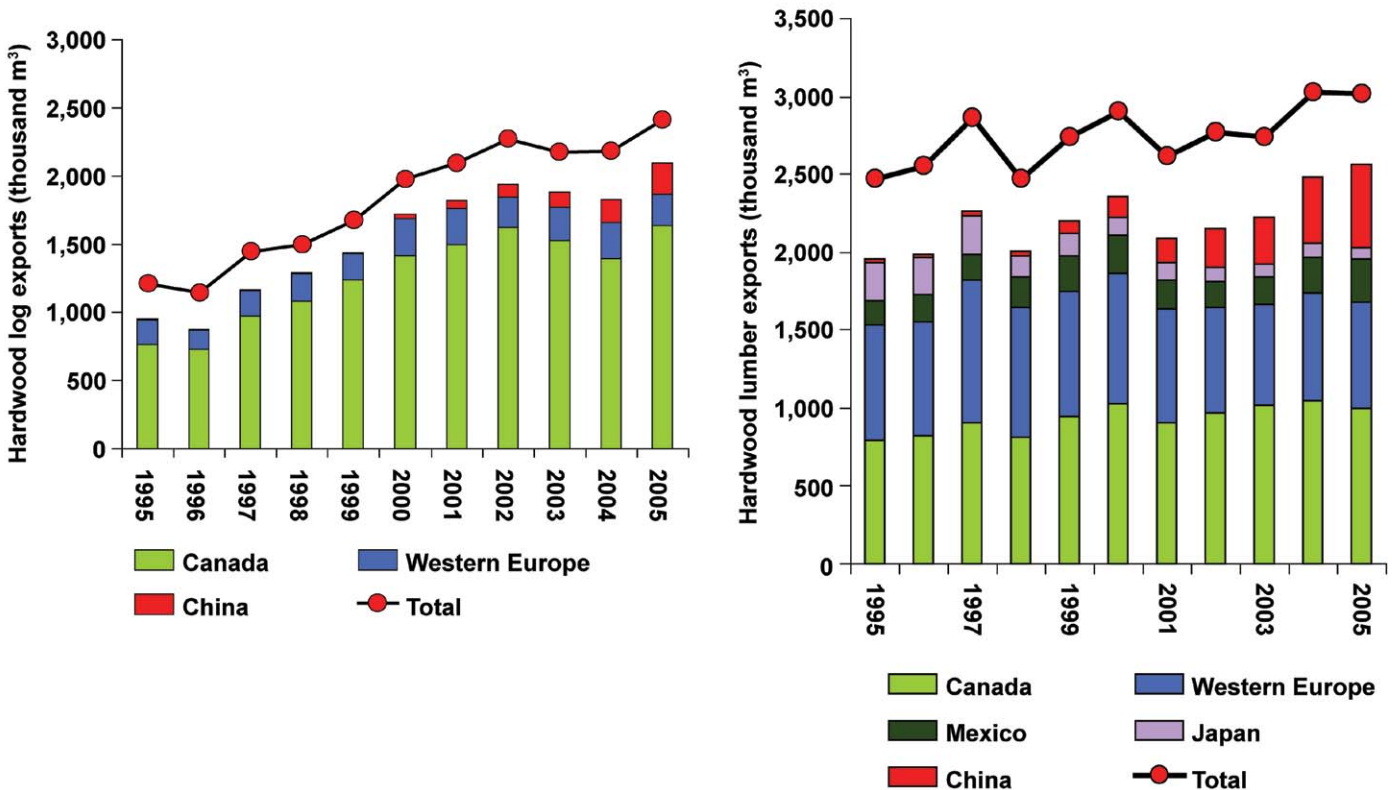 Hardwood log exports (thousand m³)
3,000
2,500
2,000
1,500
1,000
500
0
1995
1996
1997
1998
1999
2000
2001
2002
2003
2004
2005
Canada
Western Europe
China
Total
Hardwood lumber exports (thousand m³)
3,500
3,000
2,500
2,000
1,500
1,000
500
0
1995
1997
1999
2001
2003
2005
Canada
Western Europe
Mexico
Japan
China
Total